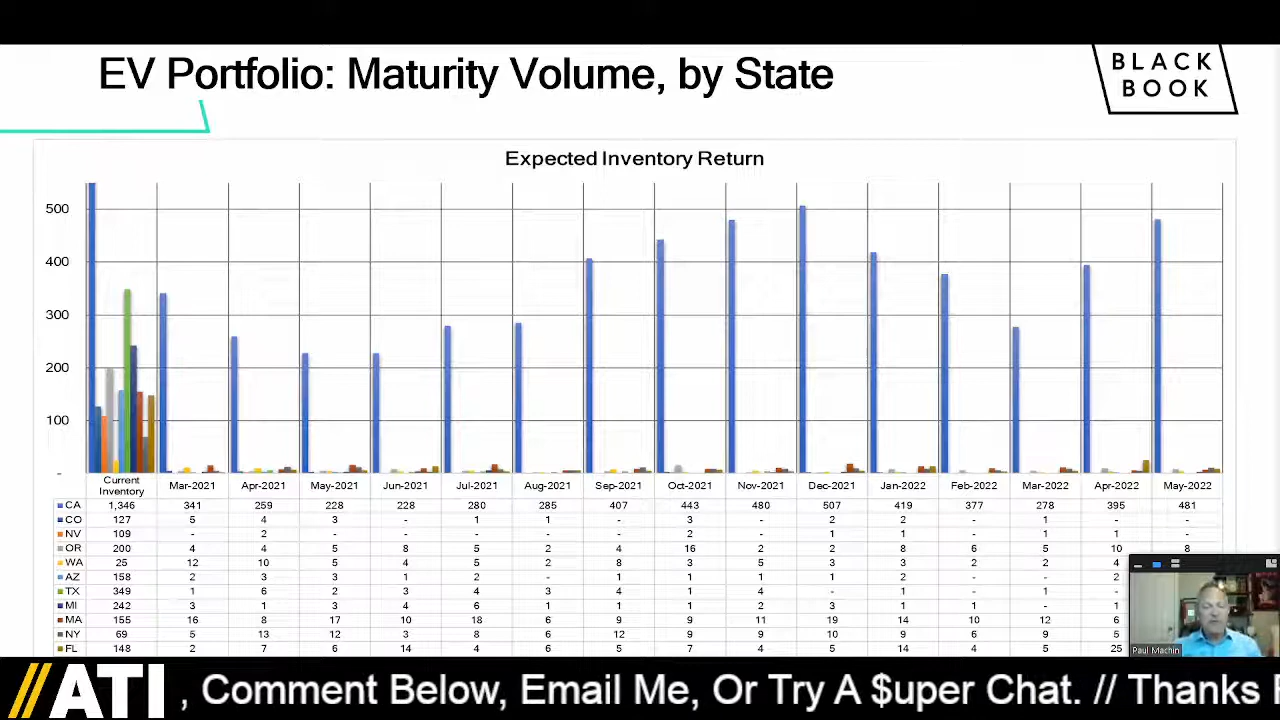 EV Portfolio: Maturity Volume, by State
BLACK
BOOK
Expected Inventory Return
500
400
300
200
100
-
Current Inventory Mar-2021 Apr-2021 May-2021 Jun-2021 Jul-2021 Aug-2021 Sep-2021 Oct-2021 Nov-2021 Dec-2021 Jan-2022 Feb-2022 Mar-2022 Apr-2022 May-2022
CA 1,346 341 259 228 228 280 285 407 443 480 507 419 377 278 395 481
CO 127 5 4 3 - 1 1 - 3 - 2 2 - 1 - -
NV 109 - 2 - - - - - 2 - 1 1 - 1 1 -
OR 200 4 4 5 8 5 2 4 16 2 2 8 6 5 10 8
WA 25 12 10 5 4 - 2 8 3 5 3 3 2 2 4
AZ 158 2 3 3 1 2 - 1 1 1 1 2 - - 2
TX 349 1 6 2 3 4 3 4 1 4 - 1 1 1 1
MI 242 3 1 3 4 6 1 1 1 2 3 1 1 - 1
MA 155 16 8 17 10 18 6 9 9 11 19 14 10 12 6
NY 69 5 13 12 3 8 6 12 9 9 10 9 6 9 5
FL 148 2 7 6 14 4 6 5 7 4 5 14 4 5 25
Paul Machin
ATI , Comment Below, Email Me, Or Try A $uper Chat. // Thanks